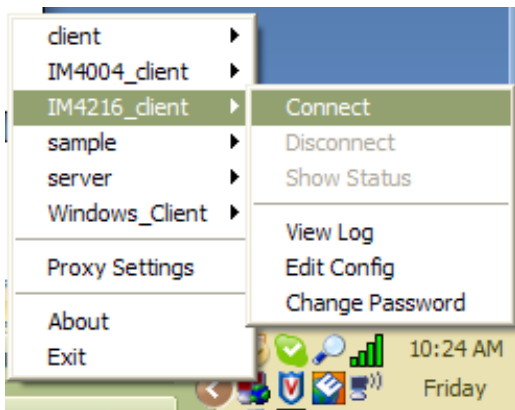 client
IM4004_client
IM4216_client
sample
server
Windows_Client
Proxy Settings
About
Exit
Connect
Disconnect
Show Status
View Log
Edit Config
Change Password
10:24 AM
Friday